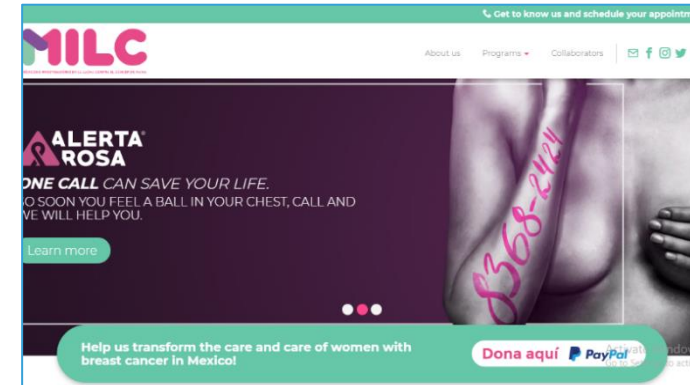 Get to know us and schedule your appointm
MILC
About us Programs Collaborators
ALERTA
ROSA
ONE CALL CAN SAVE YOUR LIFE.
SO SOON YOU FEEL A BALL IN YOUR CHEST, CALL AND
WE WILL HELP YOU.
Learn more
8368-2424
Help us transform the care and care of women with
breast cancer in Mexico!
Dona aquí PayPal